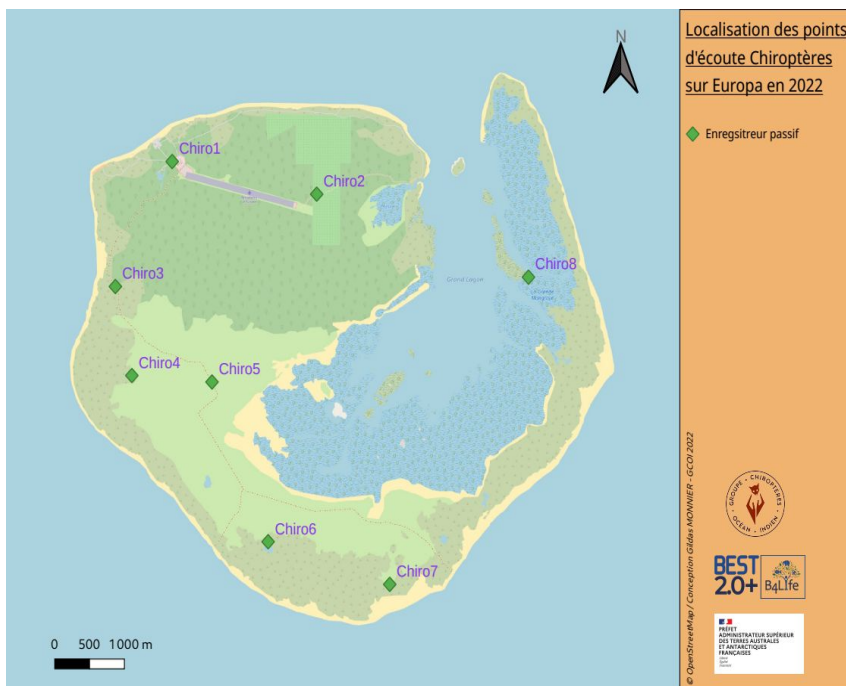 Localisation des points
d'écoute Chiroptères
sur Europa en 2022
Enregsitreur passif
N
Chiro1
Chiro2
Chiro3
Chiro4
Chiro5
Chiro6
Chiro7
Chiro8
Grand Lagon
0 500 1000 m
© OpenStreetMap / Conception Gildas MONNIER - GCOI 2022
GROUPE • CHIROPTÈRES
OCÉAN • INDIEN
BEST
2.0+
B4Life
PRÉFET
ADMINISTRATEUR SUPÉRIEUR
DES TERRES AUSTRALES
ET ANTARCTIQUES
FRANÇAISES